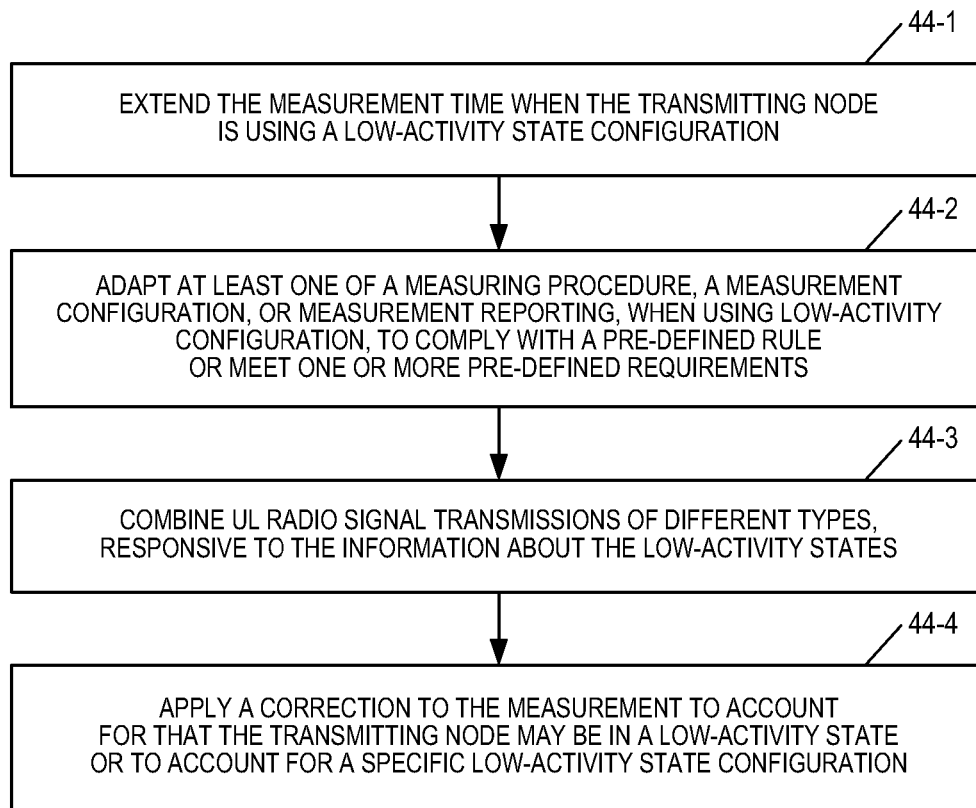 44-1
EXTEND THE MEASUREMENT TIME WHEN THE TRANSMITTING NODE
IS USING A LOW-ACTIVITY STATE CONFIGURATION
44-2
ADAPT AT LEAST ONE OF A MEASURING PROCEDURE, A MEASUREMENT
CONFIGURATION, OR MEASUREMENT REPORTING, WHEN USING LOW-ACTIVITY
CONFIGURATION, TO COMPLY WITH A PRE-DEFINED RULE
OR MEET ONE OR MORE PRE-DEFINED REQUIREMENTS
44-3
COMBINE UL RADIO SIGNAL TRANSMISSIONS OF DIFFERENT TYPES,
RESPONSIVE TO THE INFORMATION ABOUT THE LOW-ACTIVITY STATES
44-4
APPLY A CORRECTION TO THE MEASUREMENT TO ACCOUNT
FOR THAT THE TRANSMITTING NODE MAY BE IN A LOW-ACTIVITY STATE
OR TO ACCOUNT FOR A SPECIFIC LOW-ACTIVITY STATE CONFIGURATION